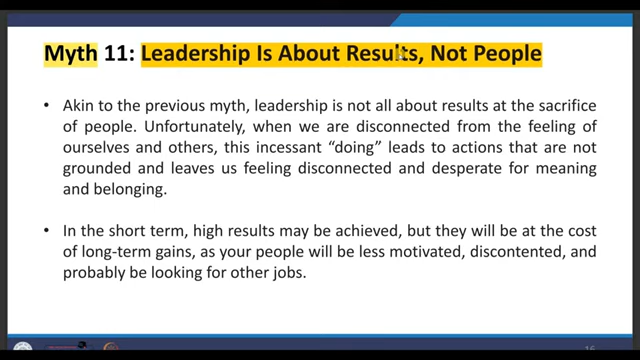 Myth 11: Leadership Is About Results, Not People
• Akin to the previous myth, leadership is not all about results at the sacrifice
of people. Unfortunately, when we are disconnected from the feeling of
ourselves and others, this incessant “doing” leads to actions that are not
grounded and leaves us feeling disconnected and desperate for meaning
and belonging.
• In the short term, high results may be achieved, but they will be at the cost
of long-term gains, as your people will be less motivated, discontented, and
probably be looking for other jobs.
16